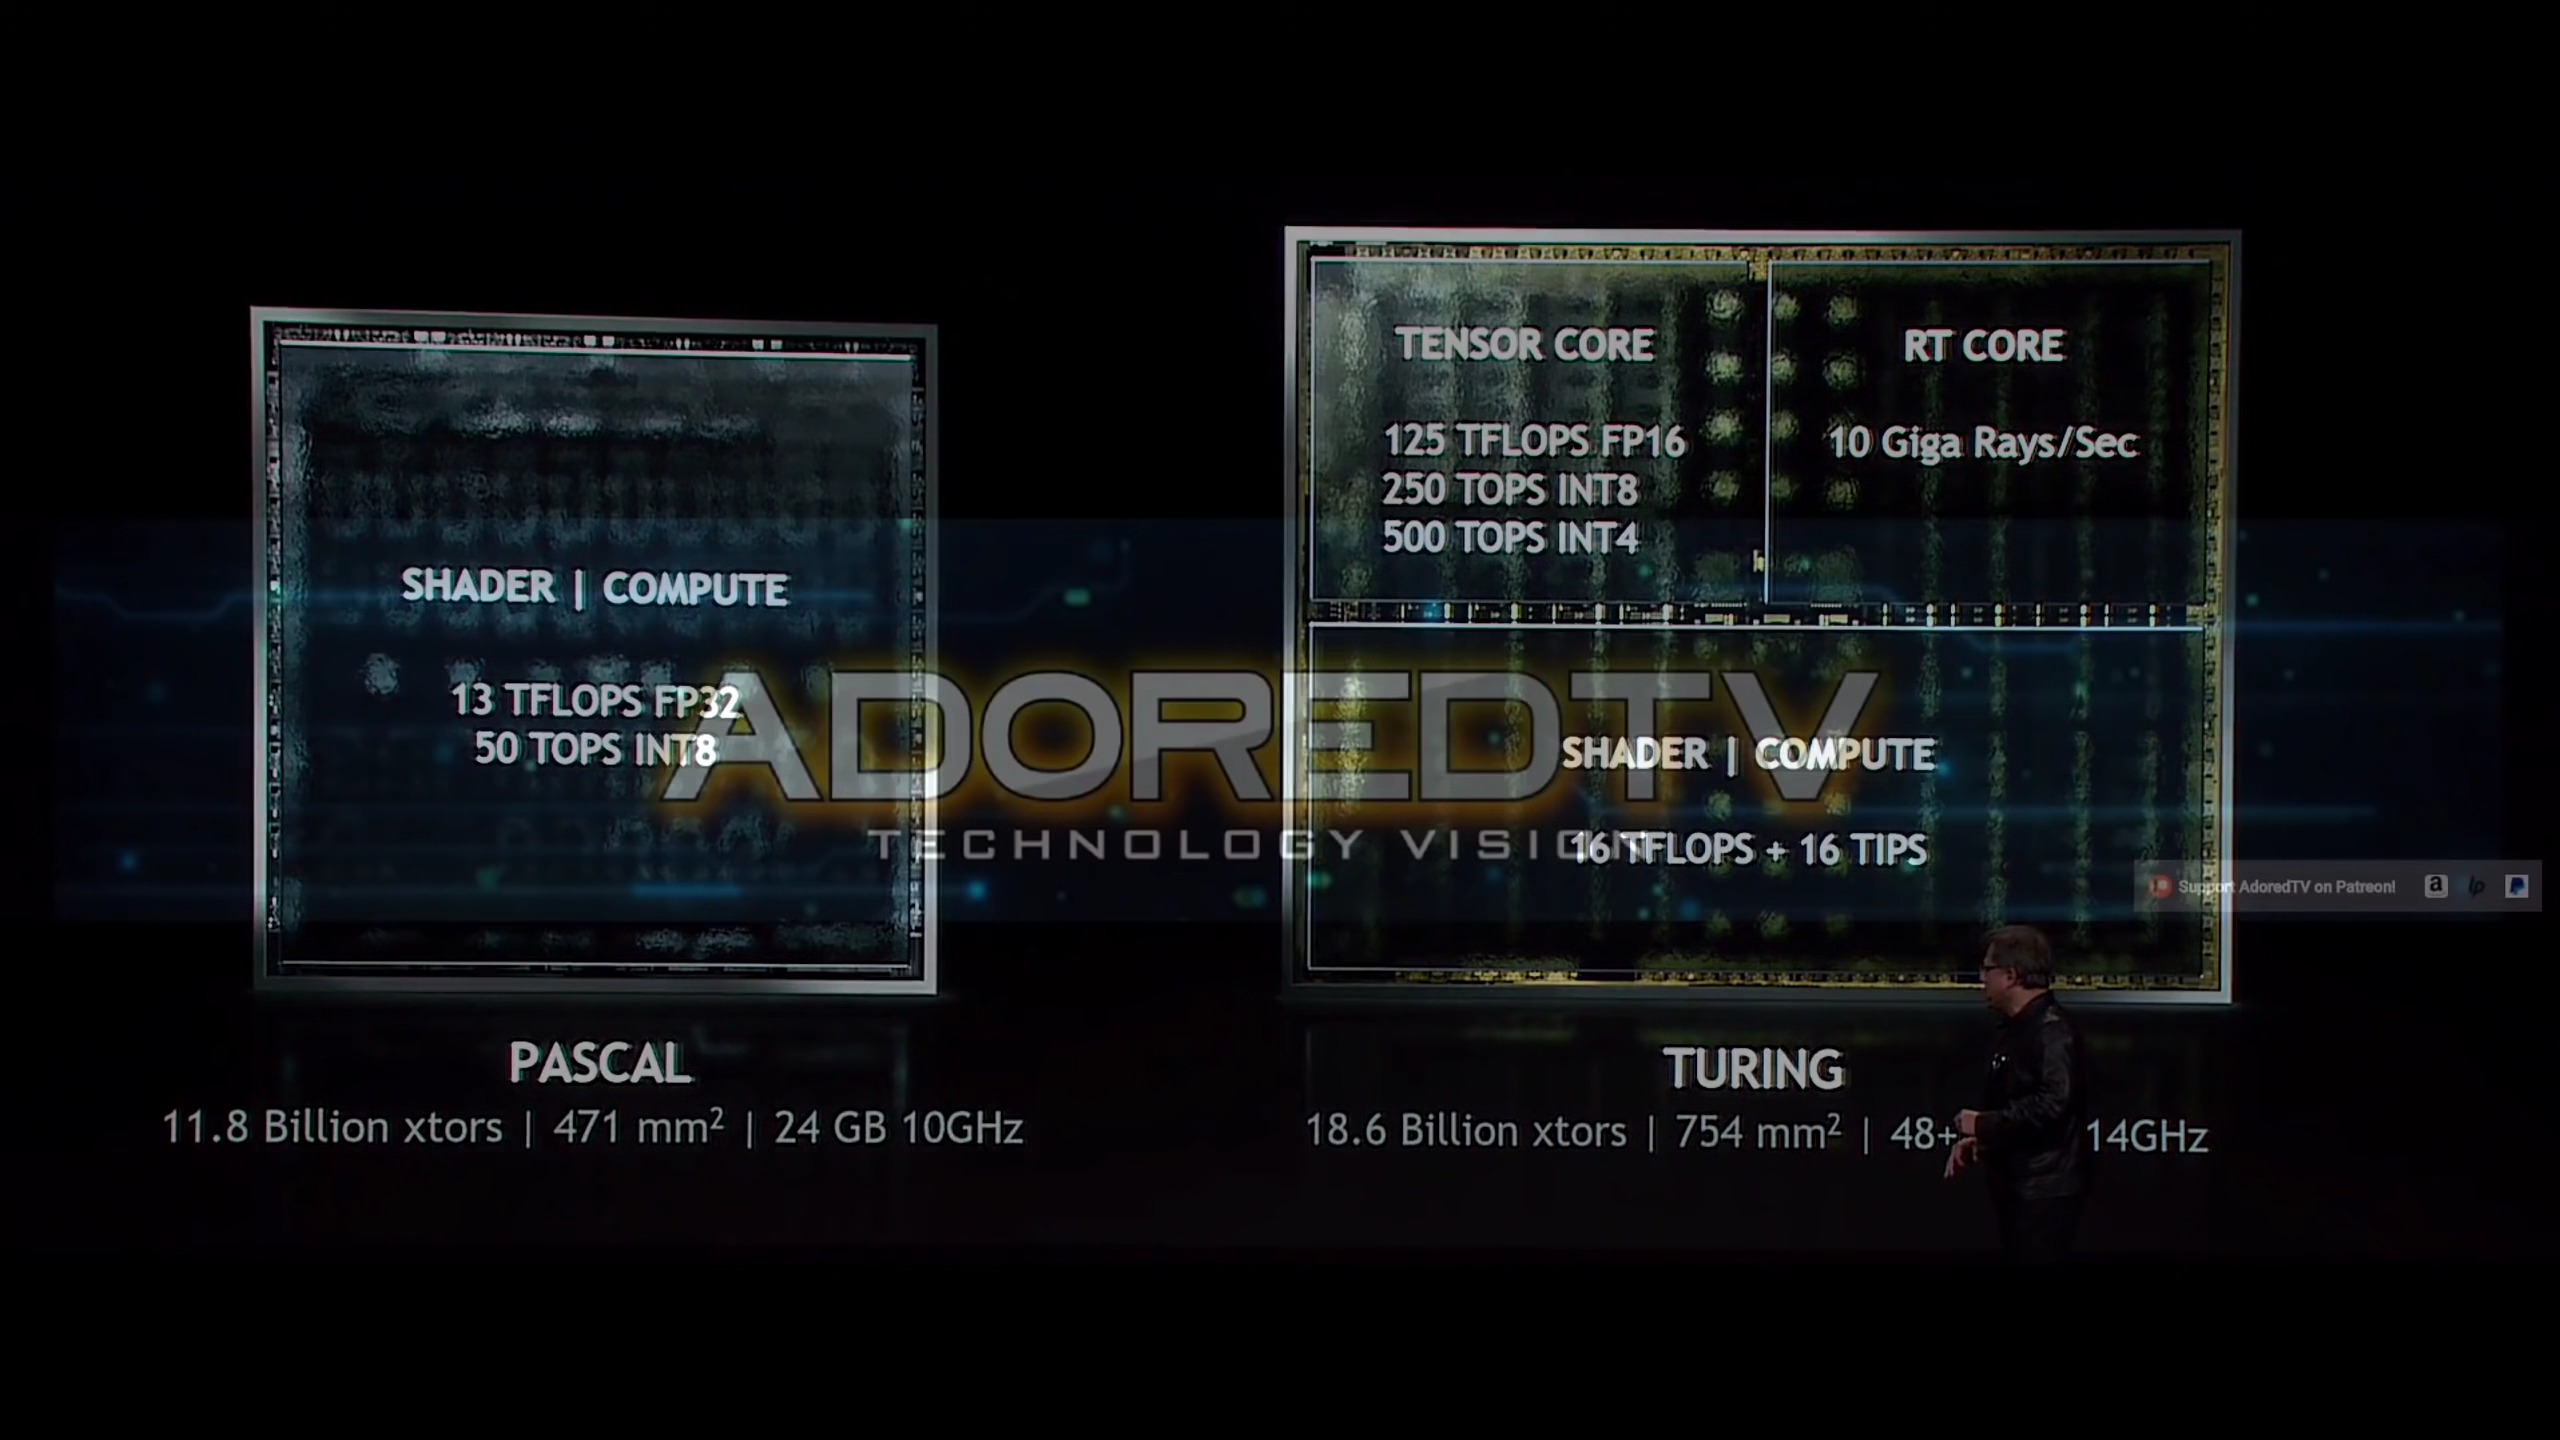 TENSOR CORE
125 TFLOPS FP16
250 TOPS INT8
500 TOPS INT4
RT CORE
10 Giga Rays/Sec
SHADER | COMPUTE
13 TFLOPS FP32
50 TOPS INT8
ADOREDTV
TECHNOLOGY VISION
SHADER | COMPUTE
16 TFLOPS + 16 TIPS
Support AdoredTV on Patreon!
PASCAL
11.8 Billion xtors | 471 mm² | 24 GB 10GHz
TURING
18.6 Billion xtors | 754 mm² | 48+ 14GHz